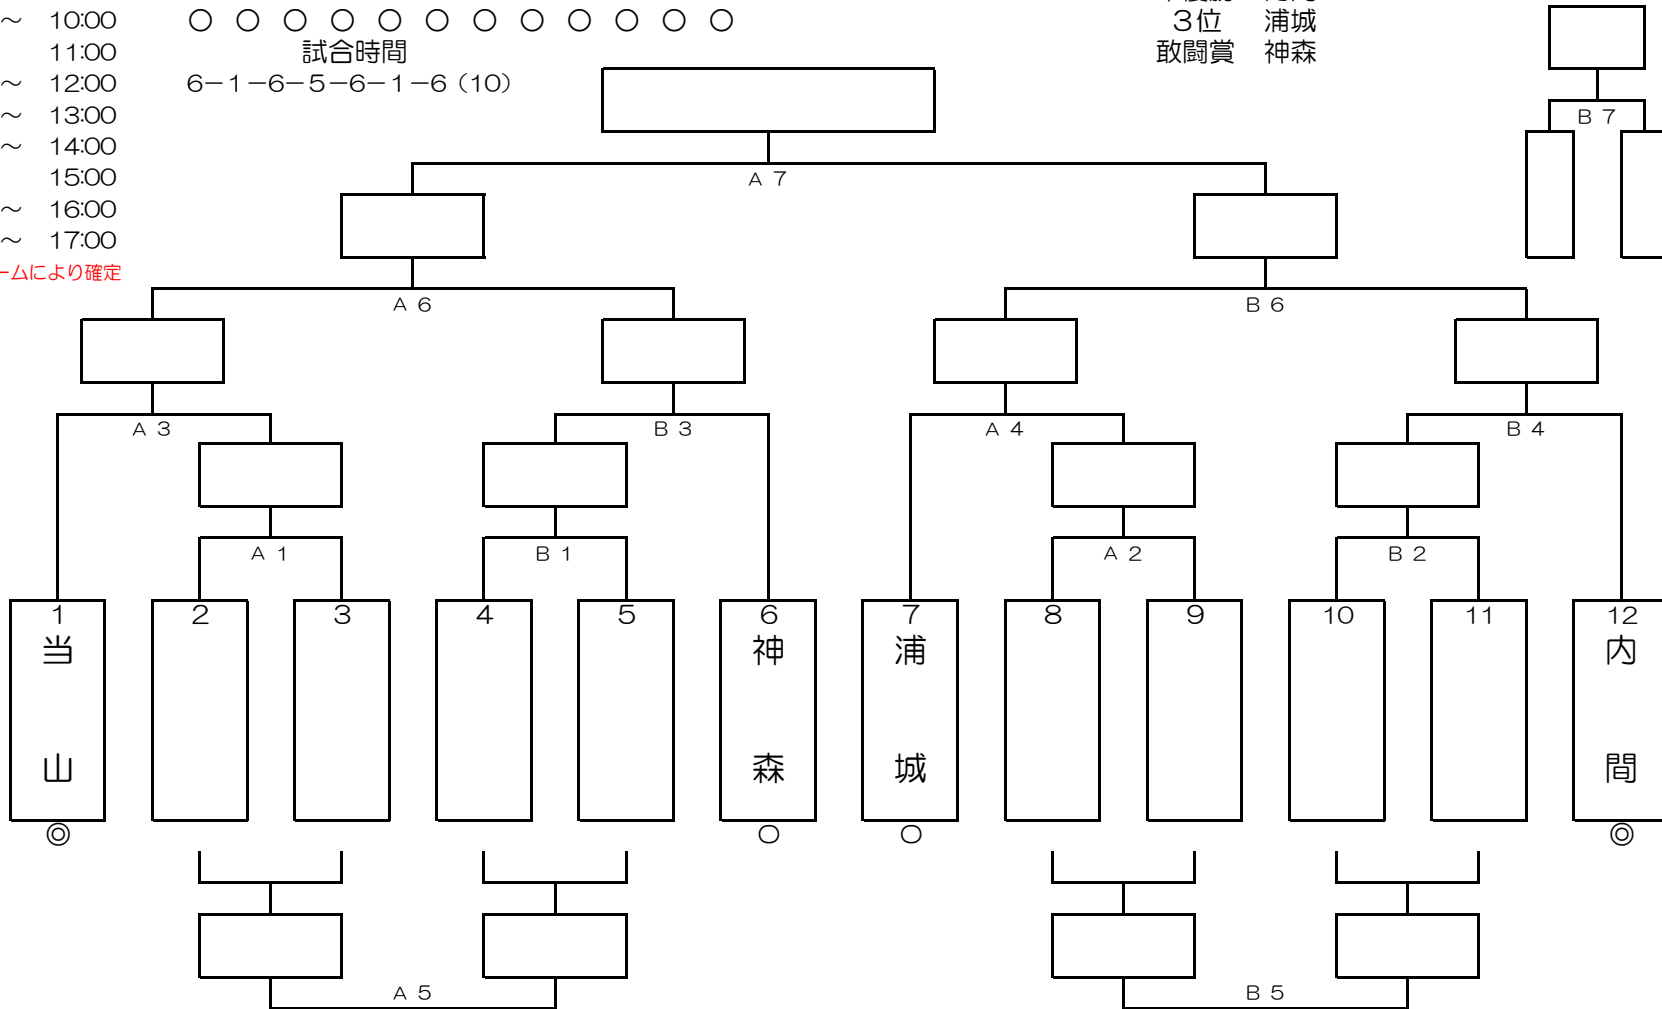 ～ 10:00 ○ ○ ○ ○ ○ ○ ○ ○ ○ ○ ○ ○
3位 浦城
11:00 試合時間
敢闘賞 神森
～ 12:00 6－1－6－5－6－1－6（10）
～ 13:00
B 7
～ 14:00
15:00
A 7
～ 16:00
～ 17:00
ームにより確定
A 6 B 6
A 3 B 3 A 4 B 4
A 1 B 1 A 2 B 2
1 2 3 4 5 6 7 8 9 10 11 12
当山 神森 浦城 内間
◎ ○ ○ ◎
A 5 B 5